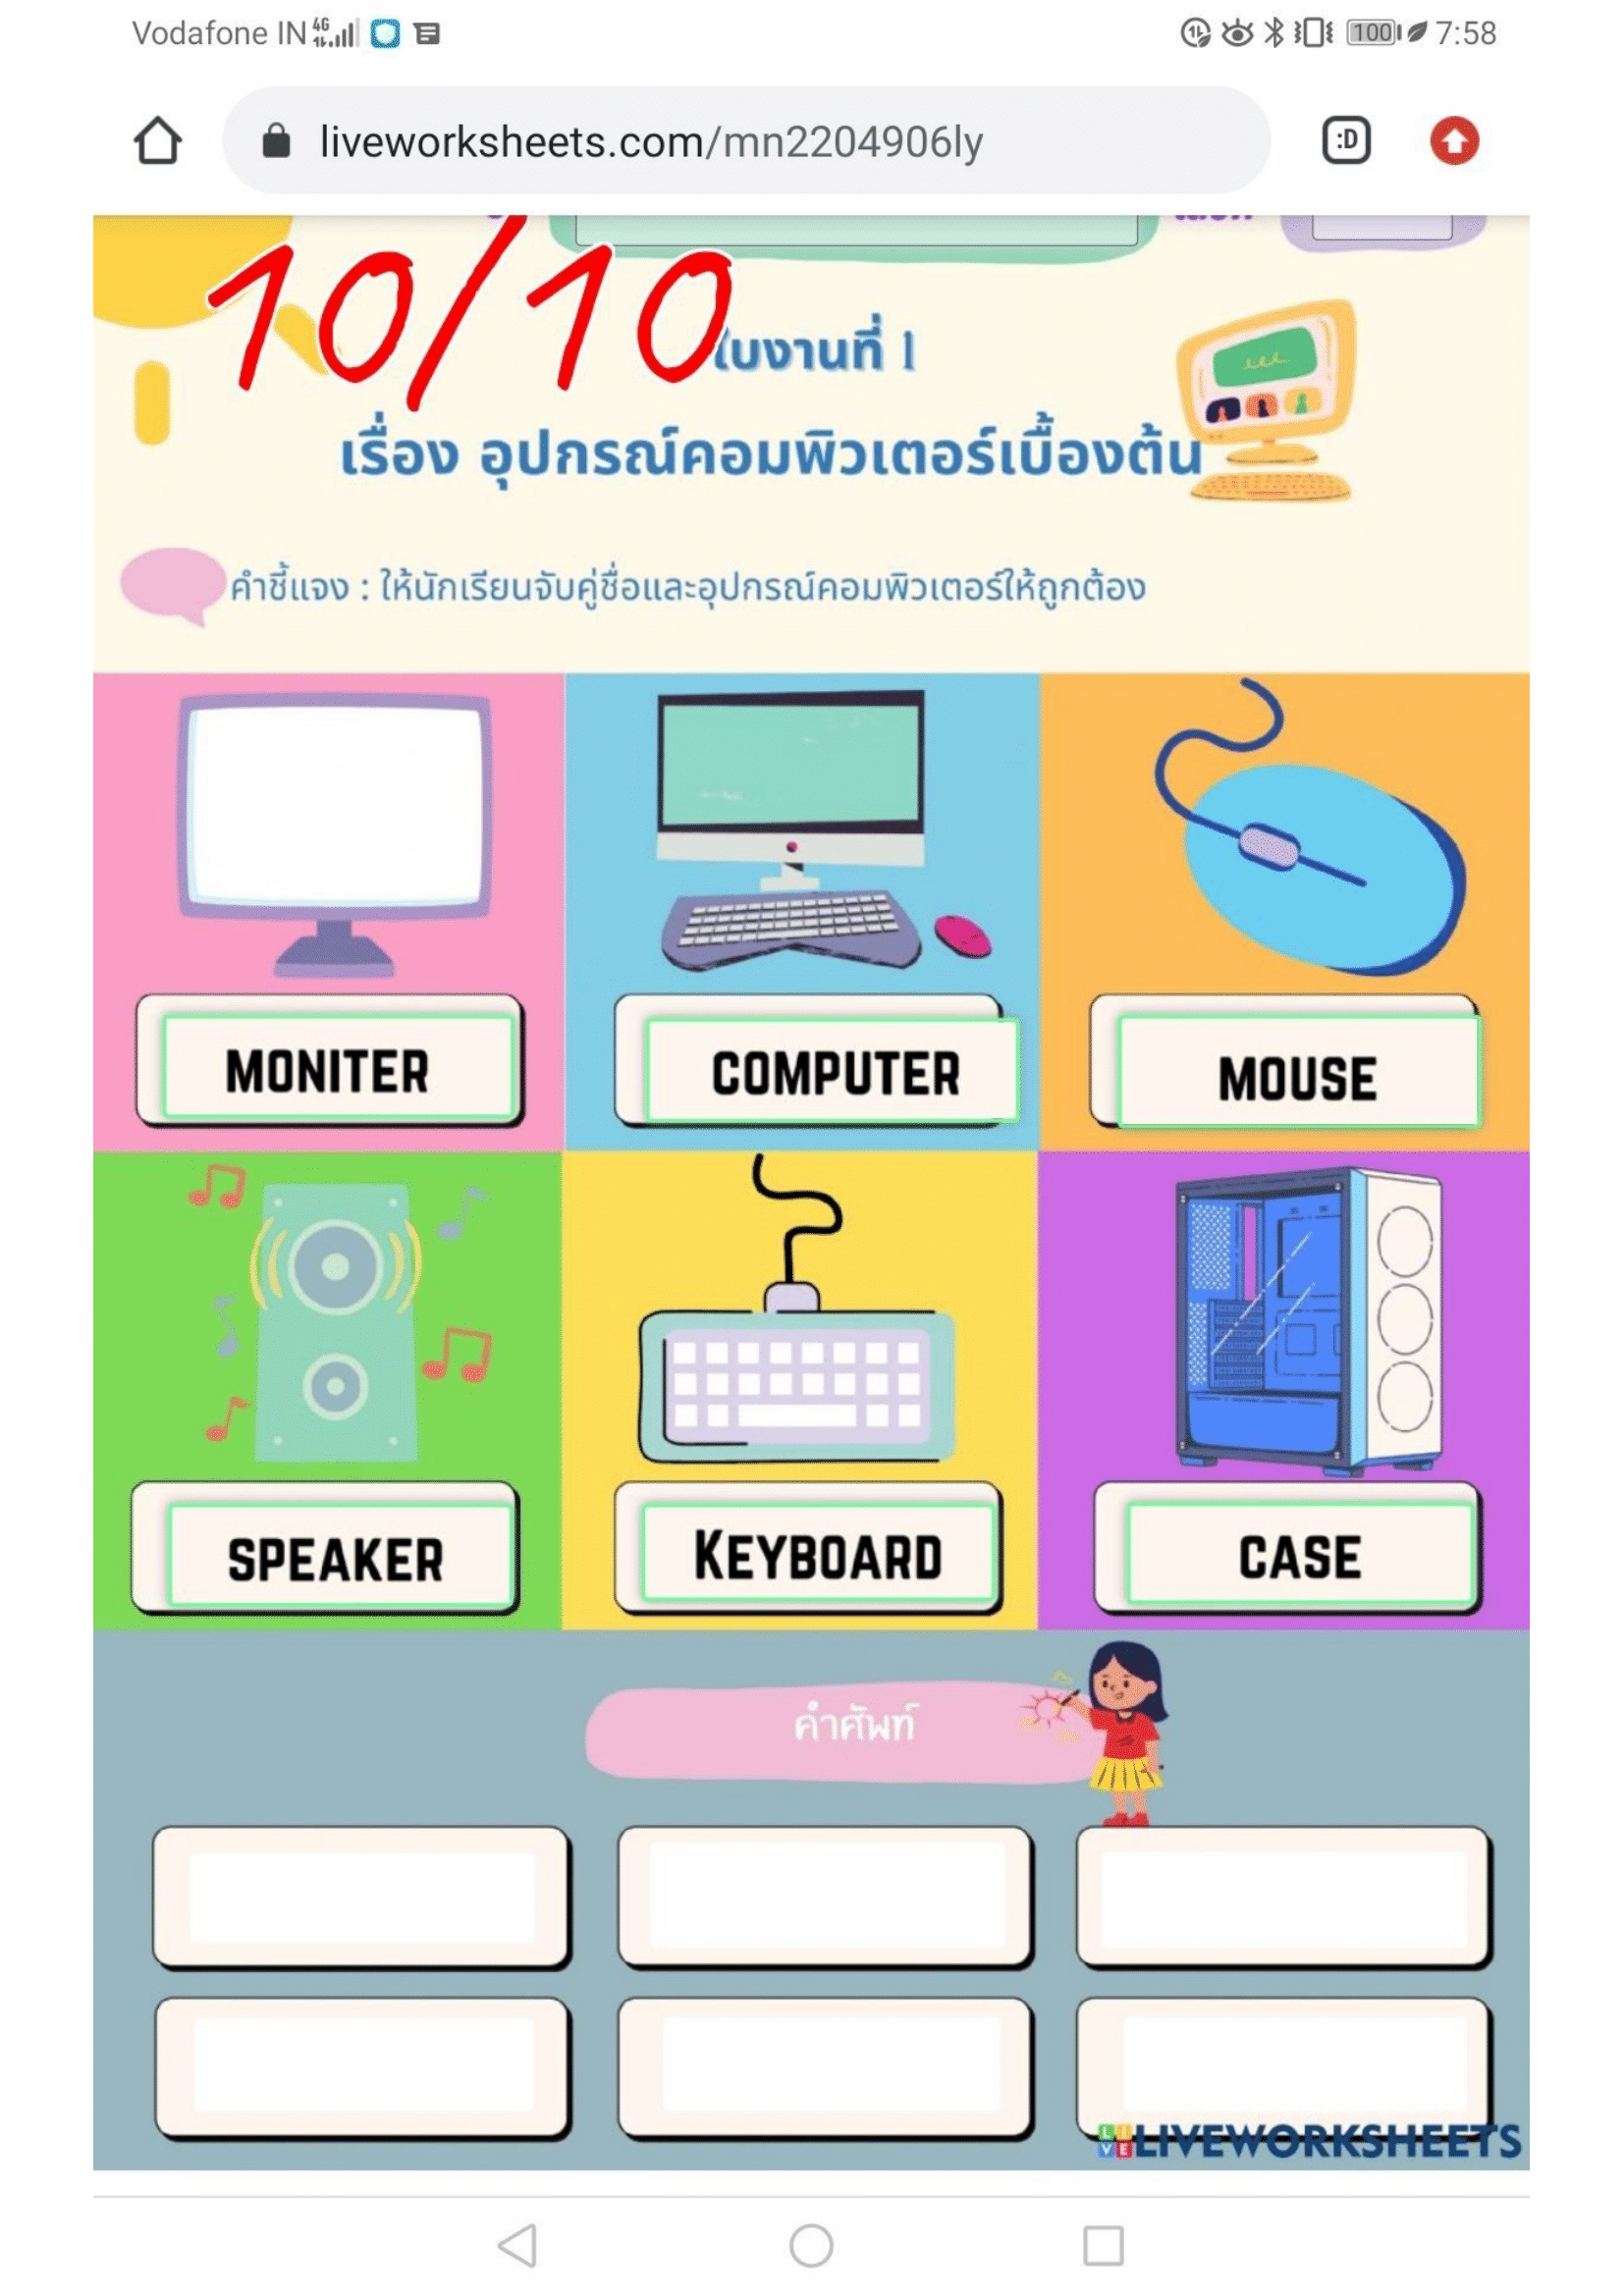 Vodafone IN 4G 100 7:58
liveworksheets.com/mn2204906ly :D
10/10
ใบงานที่ 1
เรื่อง อุปกรณ์คอมพิวเตอร์เบื้องต้น
คำชี้แจง : ให้นักเรียนจับคู่ชื่อและอุปกรณ์คอมพิวเตอร์ให้ถูกต้อง
MONITER COMPUTER MOUSE
SPEAKER KEYBOARD CASE
คำศัพท์
LIVE LIVEWORKSHEETS